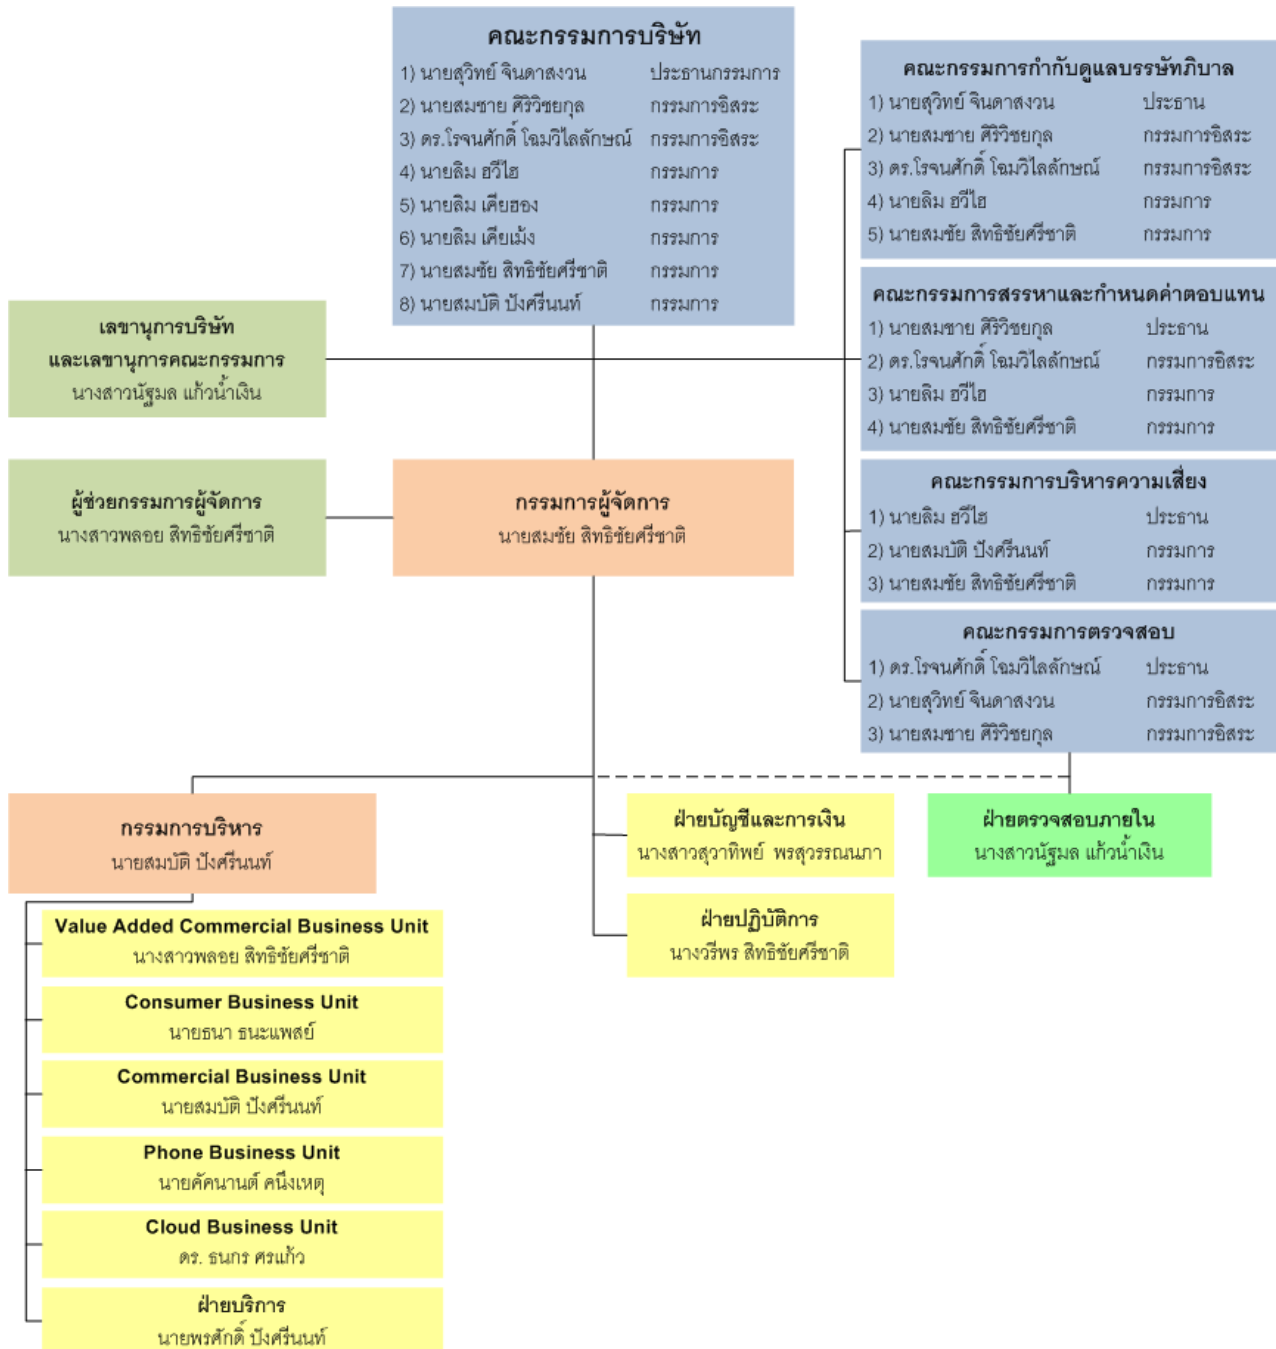 คณะกรรมการบริษัท
1) นายสุวิทย์ จินดาสงวน ประธานกรรมการ
2) นายสมชาย ศิริวิชยกุล กรรมการอิสระ
3) ดร.โรจนศักดิ์ โฉมวิไลลักษณ์ กรรมการอิสระ
4) นายลิม ฮวีไฮ กรรมการ
5) นายลิม เคียฮอง กรรมการ
6) นายลิม เคียเม้ง กรรมการ
7) นายสมชัย สิทธิชัยศรีชาติ กรรมการ
8) นายสมบัติ ปังศรีนนท์ กรรมการ
คณะกรรมการกำกับดูแลบรรษัทภิบาล
1) นายสุวิทย์ จินดาสงวน ประธาน
2) นายสมชาย ศิริวิชยกุล กรรมการอิสระ
3) ดร.โรจนศักดิ์ โฉมวิไลลักษณ์ กรรมการอิสระ
4) นายลิม ฮวีไฮ กรรมการ
5) นายสมชัย สิทธิชัยศรีชาติ กรรมการ
คณะกรรมการสรรหาและกำหนดค่าตอบแทน
1) นายสมชาย ศิริวิชยกุล ประธาน
2) ดร.โรจนศักดิ์ โฉมวิไลลักษณ์ กรรมการอิสระ
3) นายลิม ฮวีไฮ กรรมการ
4) นายสมชัย สิทธิชัยศรีชาติ กรรมการ
เลขานุการบริษัท
และเลขานุการคณะกรรมการ
นางสาวนัฐมล แก้วน้ำเงิน
ผู้ช่วยกรรมการผู้จัดการ
นางสาวพลอย สิทธิชัยศรีชาติ
กรรมการผู้จัดการ
นายสมชัย สิทธิชัยศรีชาติ
คณะกรรมการบริหารความเสี่ยง
1) นายลิม ฮวีไฮ ประธาน
2) นายสมบัติ ปังศรีนนท์ กรรมการ
3) นายสมชัย สิทธิชัยศรีชาติ กรรมการ
คณะกรรมการตรวจสอบ
1) ดร.โรจนศักดิ์ โฉมวิไลลักษณ์ ประธาน
2) นายสุวิทย์ จินดาสงวน กรรมการอิสระ
3) นายสมชาย ศิริวิชยกุล กรรมการอิสระ
กรรมการบริหาร
นายสมบัติ ปังศรีนนท์
ฝ่ายบัญชีและการเงิน
นางสาวสุวาทิพย์ พรสุวรรณนภา
ฝ่ายตรวจสอบภายใน
นางสาวนัฐมล แก้วน้ำเงิน
ฝ่ายปฏิบัติการ
นางวรีพร สิทธิชัยศรีชาติ
Value Added Commercial Business Unit
นางสาวพลอย สิทธิชัยศรีชาติ
Consumer Business Unit
นายธนา ธนะแพสย์
Commercial Business Unit
นายสมบัติ ปังศรีนนท์
Phone Business Unit
นายคัคนานต์ คนึงเหตุ
Cloud Business Unit
ดร. ธนกร ศรแก้ว
ฝ่ายบริการ
นายพรศักดิ์ ปังศรีนนท์